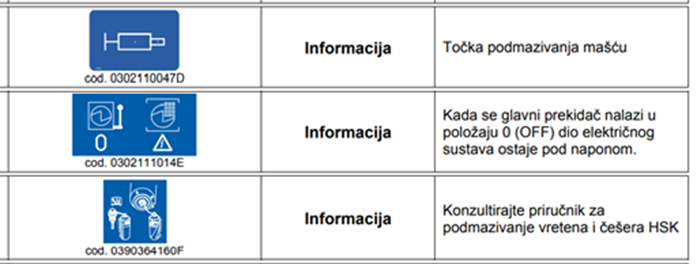 cod. 0302110047D
Informacija
Točka podmazivanja mašću
0
cod. 0302111014E
Informacija
Kada se glavni prekidač nalazi u
položaju 0 (OFF) dio električnog
sustava ostaje pod naponom.
cod. 0390364160F
Informacija
Konzultirajte priručnik za
podmazivanje vretena i češera HSK